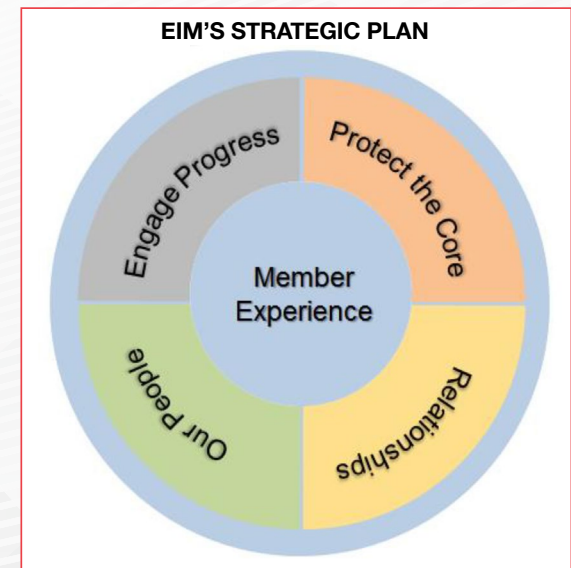 EIM'S STRATEGIC PLAN
Engage Progress
Protect the Core
Member
Experience
Our People
Relationships